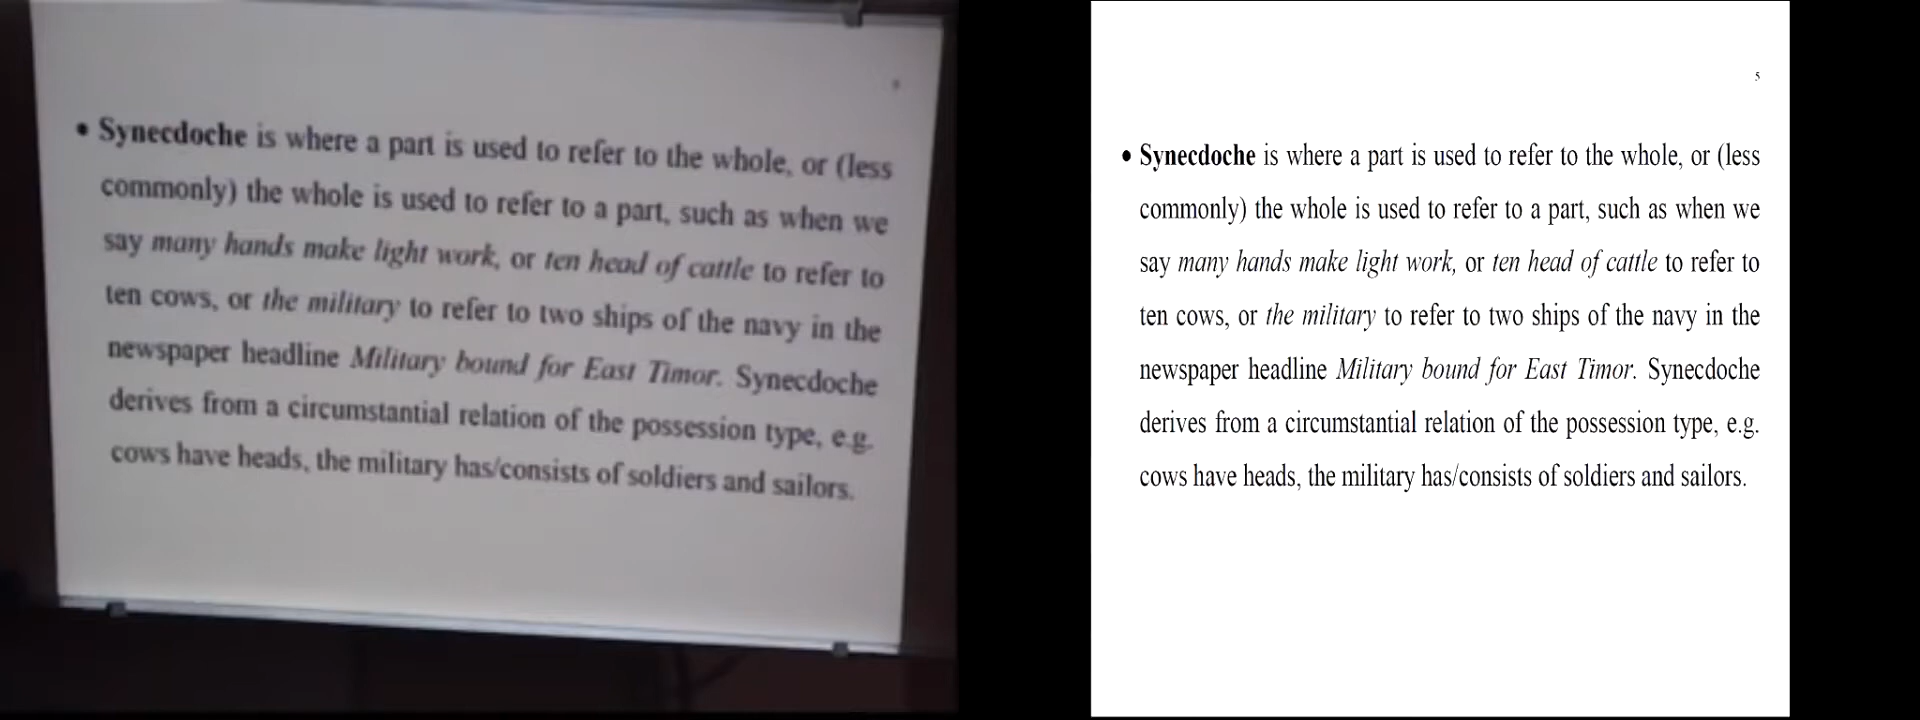 • Synecdoche is where a part is used to refer to the whole, or (less
commonly) the whole is used to refer to a part, such as when we
say many hands make light work, or ten head of cattle to refer to
ten cows, or the military to refer to two ships of the navy in the
newspaper headline Military bound for East Timor. Synecdoche
derives from a circumstantial relation of the possession type, e.g.
cows have heads, the military has/consists of soldiers and sailors.
5
• Synecdoche is where a part is used to refer to the whole, or (less
commonly) the whole is used to refer to a part, such as when we
say many hands make light work, or ten head of cattle to refer to
ten cows, or the military to refer to two ships of the navy in the
newspaper headline Military bound for East Timor. Synecdoche
derives from a circumstantial relation of the possession type, e.g.
cows have heads, the military has/consists of soldiers and sailors.